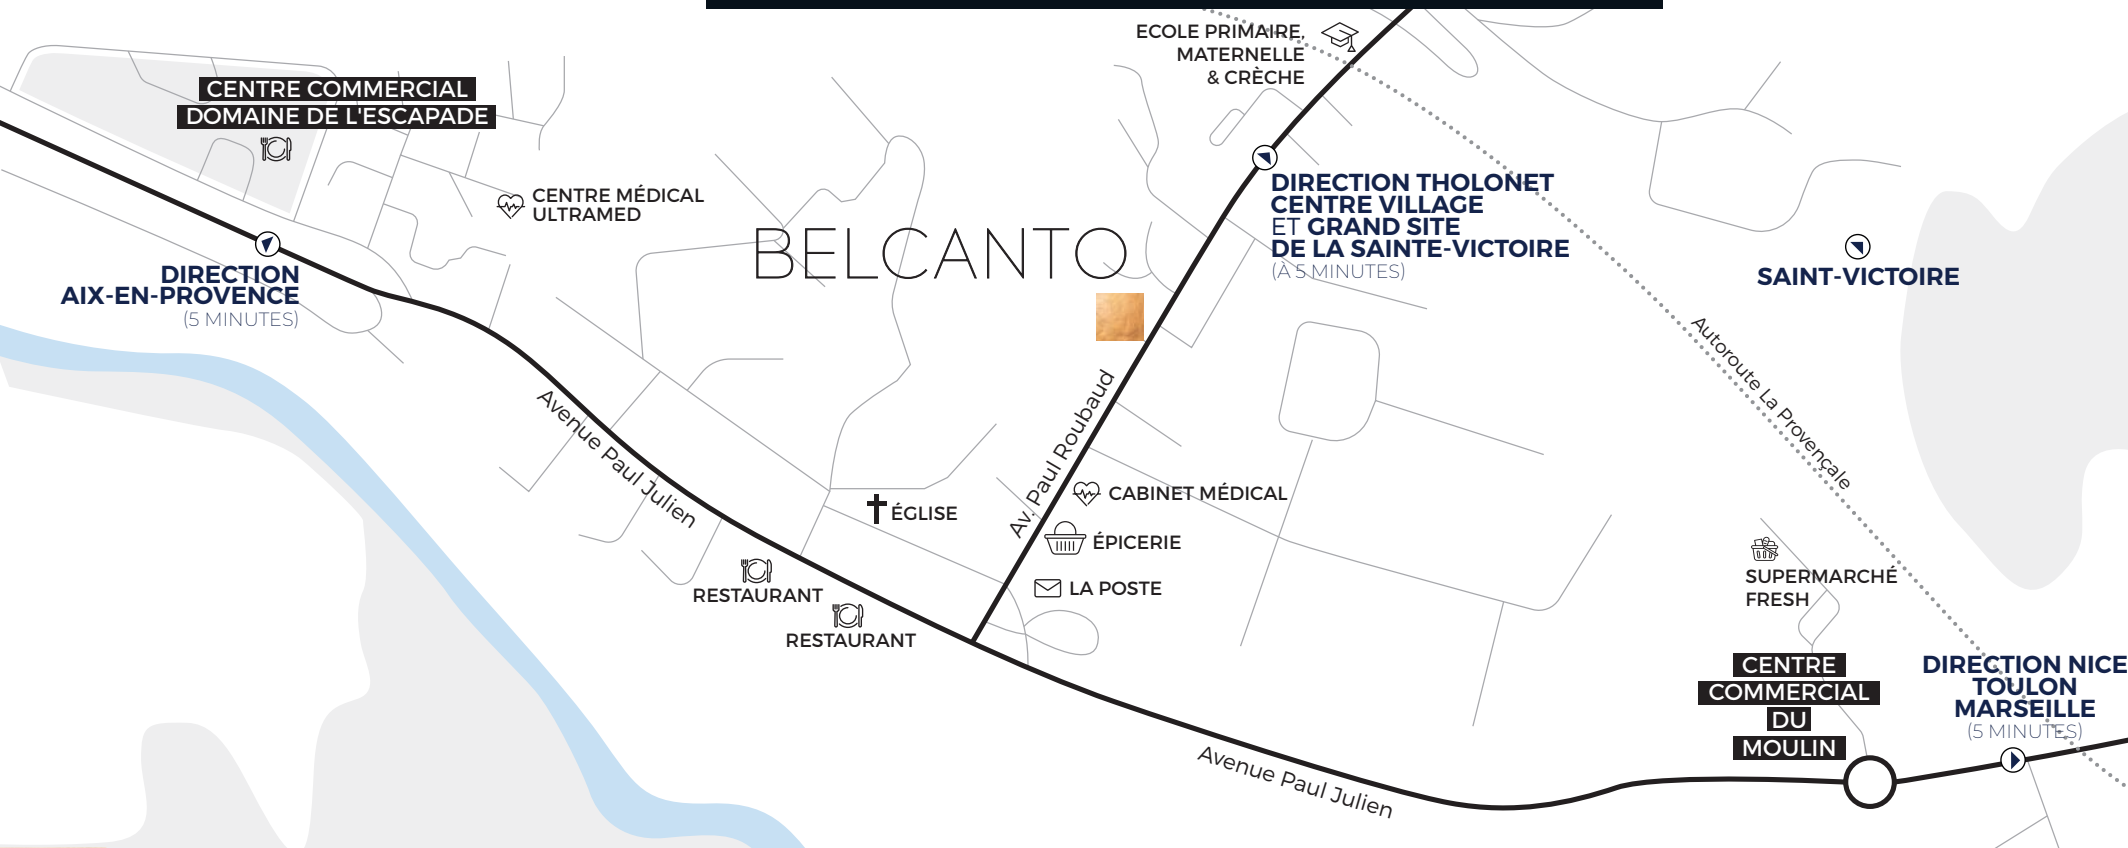 ECOLE PRIMAIRE,
MATERNELLE
& CRÈCHE
CENTRE COMMERCIAL
DOMAINE DE L'ESCAPADE
CENTRE MÉDICAL
ULTRAMED
BELCANTO
DIRECTION THOLONET
CENTRE VILLAGE
ET GRAND SITE
DE LA SAINTE-VICTOIRE
(À 5 MINUTES)
SAINT-VICTOIRE
DIRECTION
AIX-EN-PROVENCE
(5 MINUTES)
Autoroute La Provençale
Avenue Paul Julien
Av. Paul Roubaud
CABINET MÉDICAL
ÉGLISE
ÉPICERIE
LA POSTE
RESTAURANT
RESTAURANT
SUPERMARCHÉ
FRESH
CENTRE
COMMERCIAL
DU
MOULIN
DIRECTION NICE
TOULON
MARSEILLE
(5 MINUTES)
Avenue Paul Julien